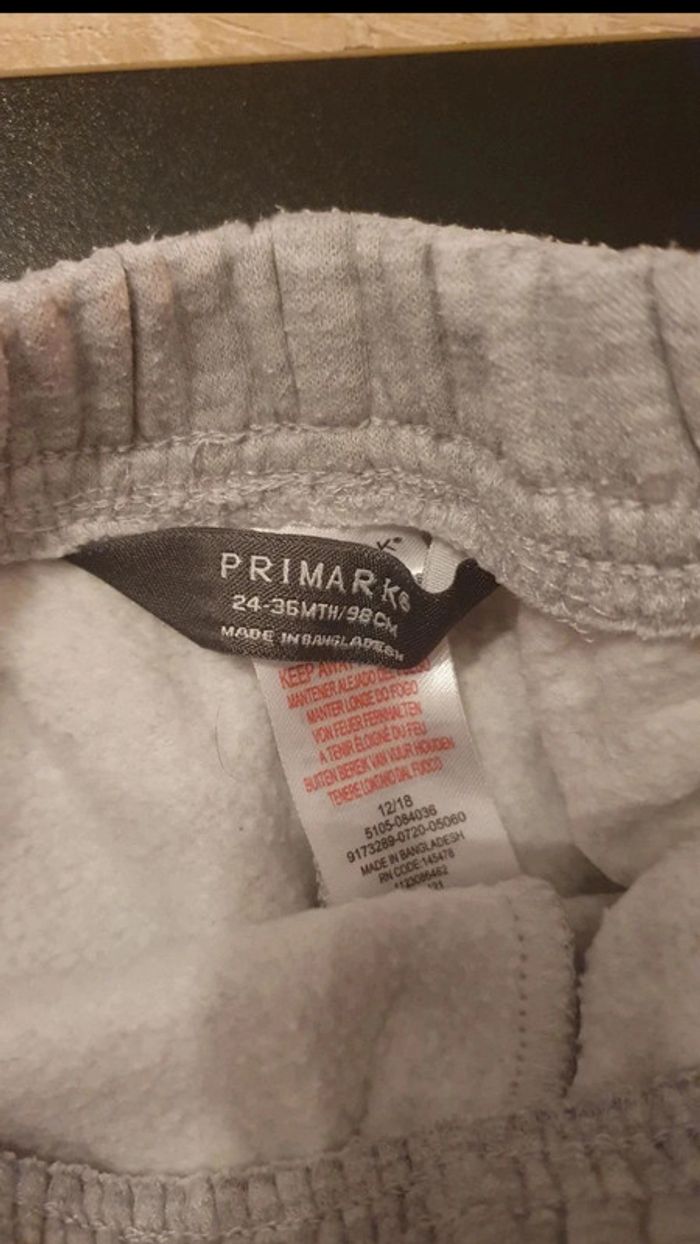 PRIMARK
24-36MTH/98CM
MADE IN BANGLADESH
KEEP AWAY
MANTENER ALEJADO DEL FUEGO
MANTER LONGE DO FOGO
VON FEUER FERNHALTEN
A TENIR ÉLOIGNÉ DU FEU
BUITEN BEREIK VAN VUUR HOUDEN
TENERE LONTANO DAL FUOCO
12/18
5105-084036
9173289-0720-05060
MADE IN BANGLADESH
RN CODE:145478